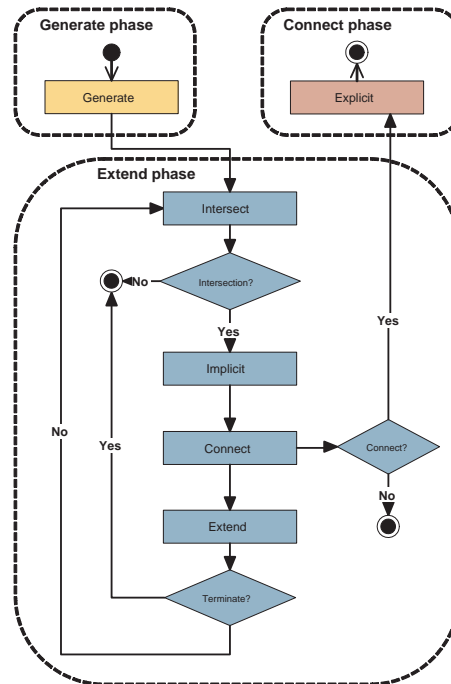 Generate phase
Connect phase
Generate
Explicit
Extend phase
Intersect
Intersection?
No
Yes
Yes
Implicit
No
Yes
Connect
Connect?
No
Extend
Terminate?